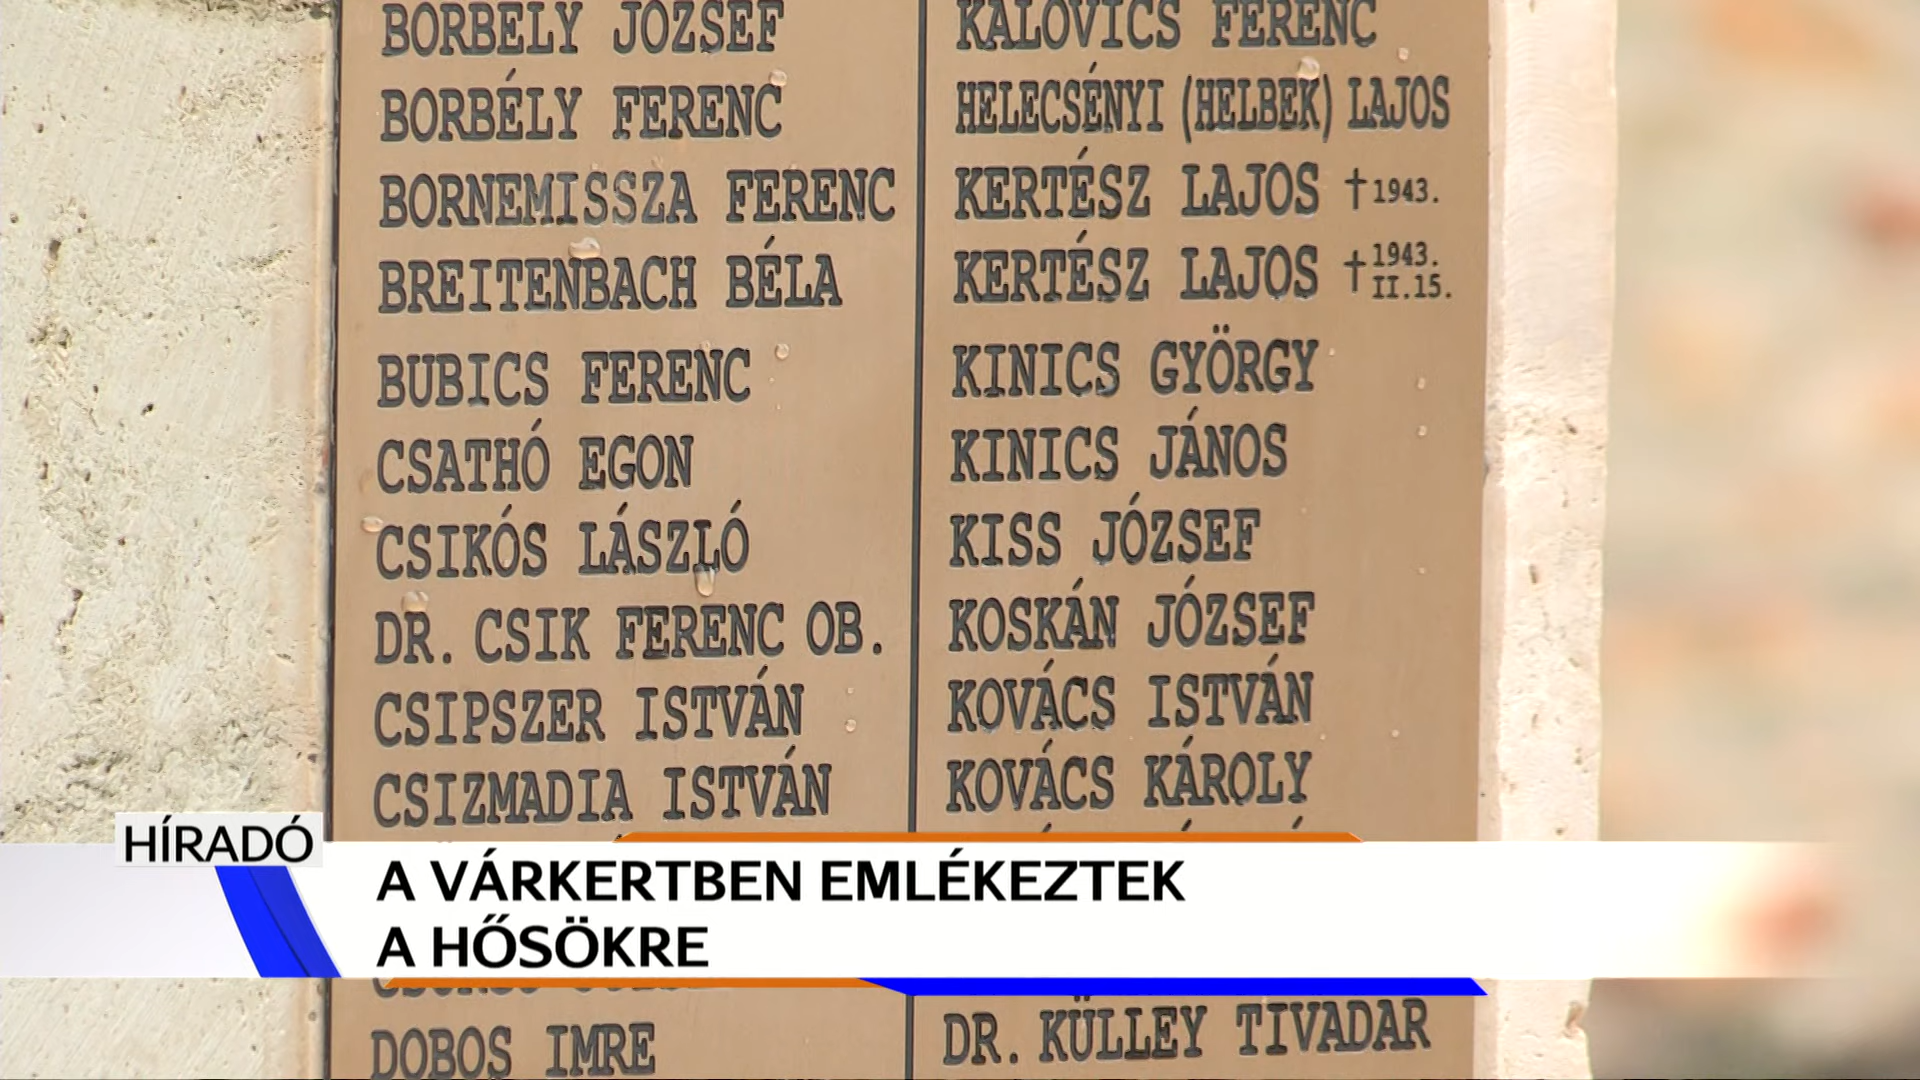 BORBÉLY JÓZSEF
BORBÉLY FERENC
BORNEMISSZA FERENC
BREITENBACH BÉLA
BUBICS FERENC
CSATHÓ EGON
CSIKÓS LÁSZLÓ
DR. CSIK FERENC OB.
CSIPSZER ISTVÁN
CSIZMADIA ISTVÁN
DOBOS IMRE
KALOVICS FERENC
HELECSÉNYI (HELBEK) LAJOS
KERTÉSZ LAJOS †1943.
KERTÉSZ LAJOS †1943. II.15.
KINICS GYÖRGY
KINICS JÁNOS
KISS JÓZSEF
KOSKÁN JÓZSEF
KOVÁCS ISTVÁN
KOVÁCS KÁROLY
DR. KÜLLEY TIVADAR
HÍRADÓ
A VÁRKERTBEN EMLÉKEZTEK
A HŐSÖKRE